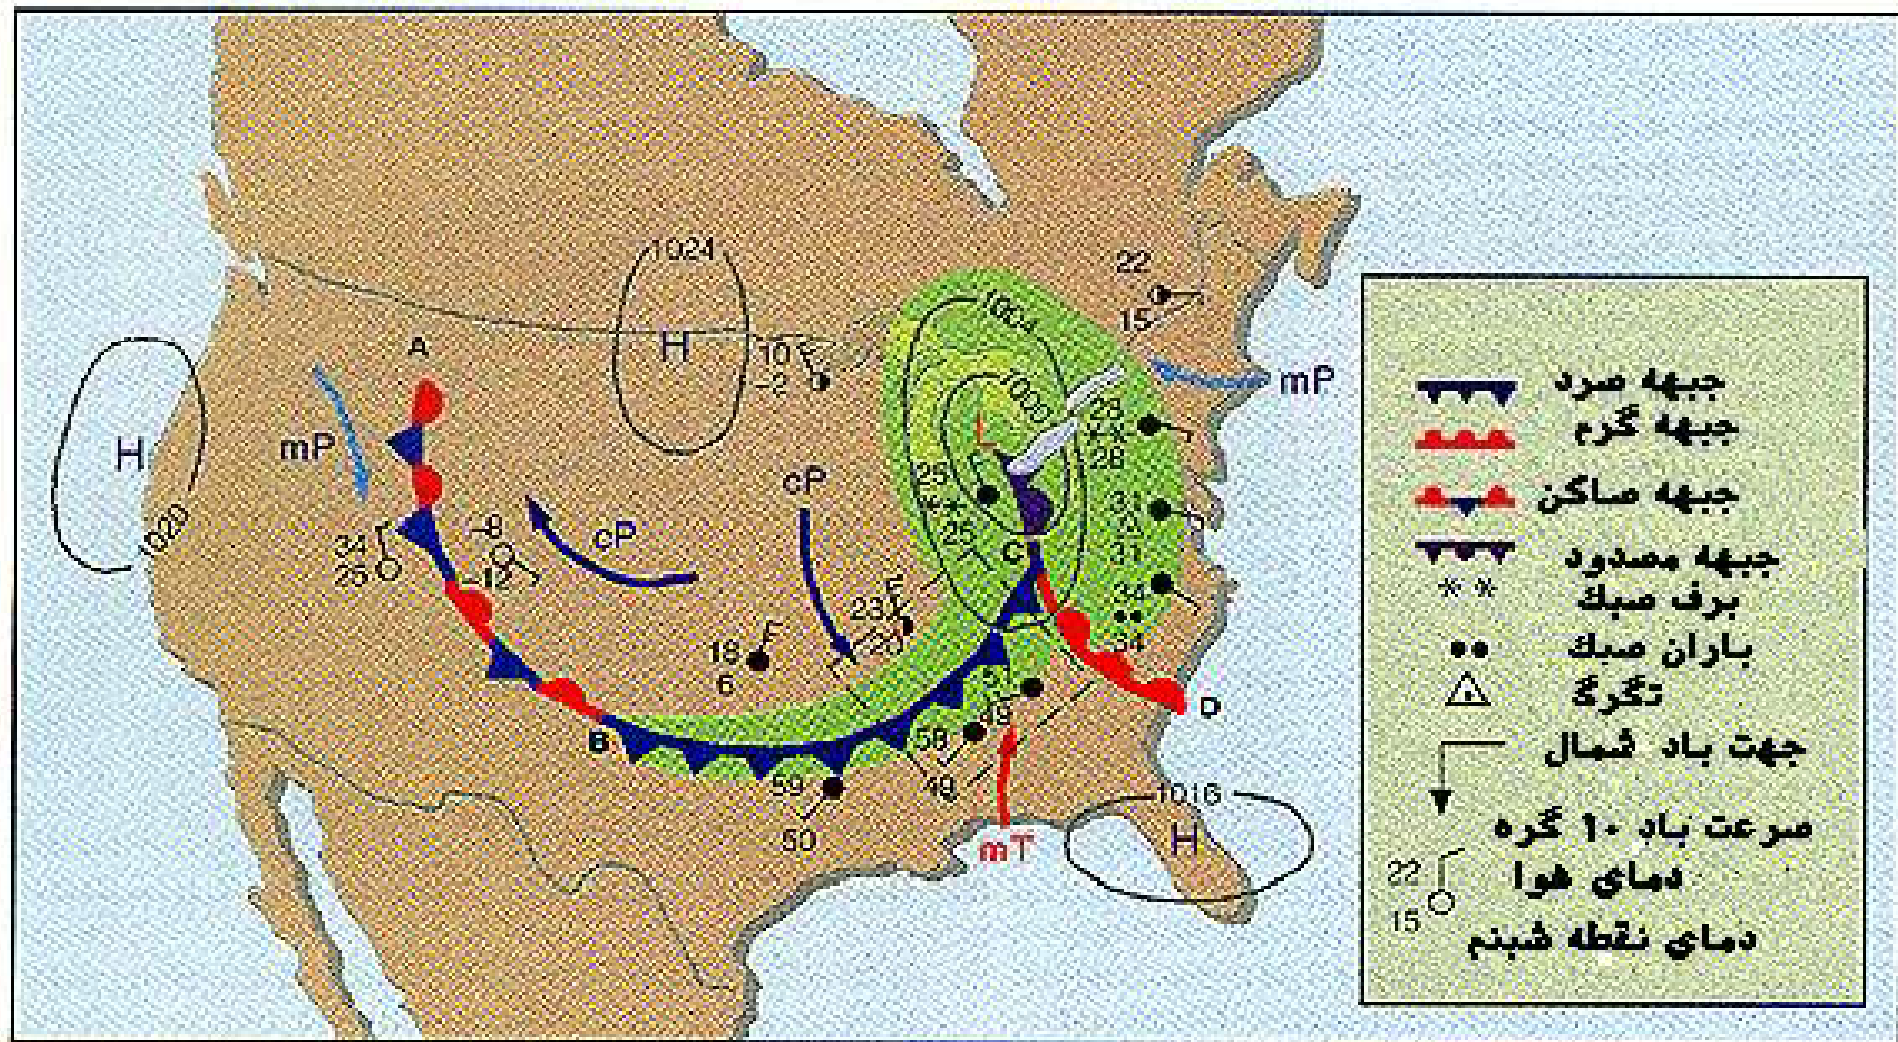 1024
22
15
1004
A
H
10
-2
1000
mP
H
mP
28
**
28
1020
cP
25
**
25
31
31
34
25
-8
-12
cP
C
34
••
34
23
20
18
6
D
B
49
58
49
59
50
1016
mT
H
جبهه سرد
جبهه گرم
جبهه ساکن
جبهه مسدود
** برف سبک
•• باران سبک
تگرگ
جهت باد شمال
سرعت باد ۱۰ گره
22 دمای هوا
15 دمای نقطه شبنم